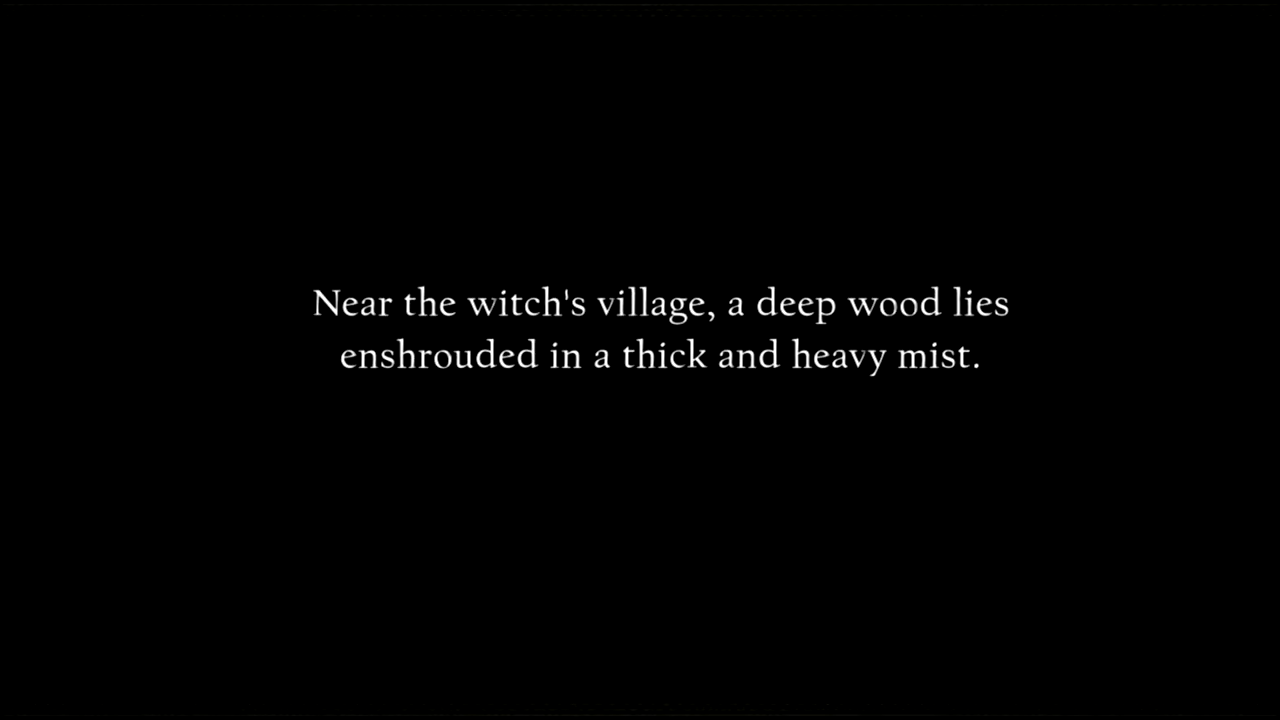 Near the witch's village, a deep wood lies
enshrouded in a thick and heavy mist.